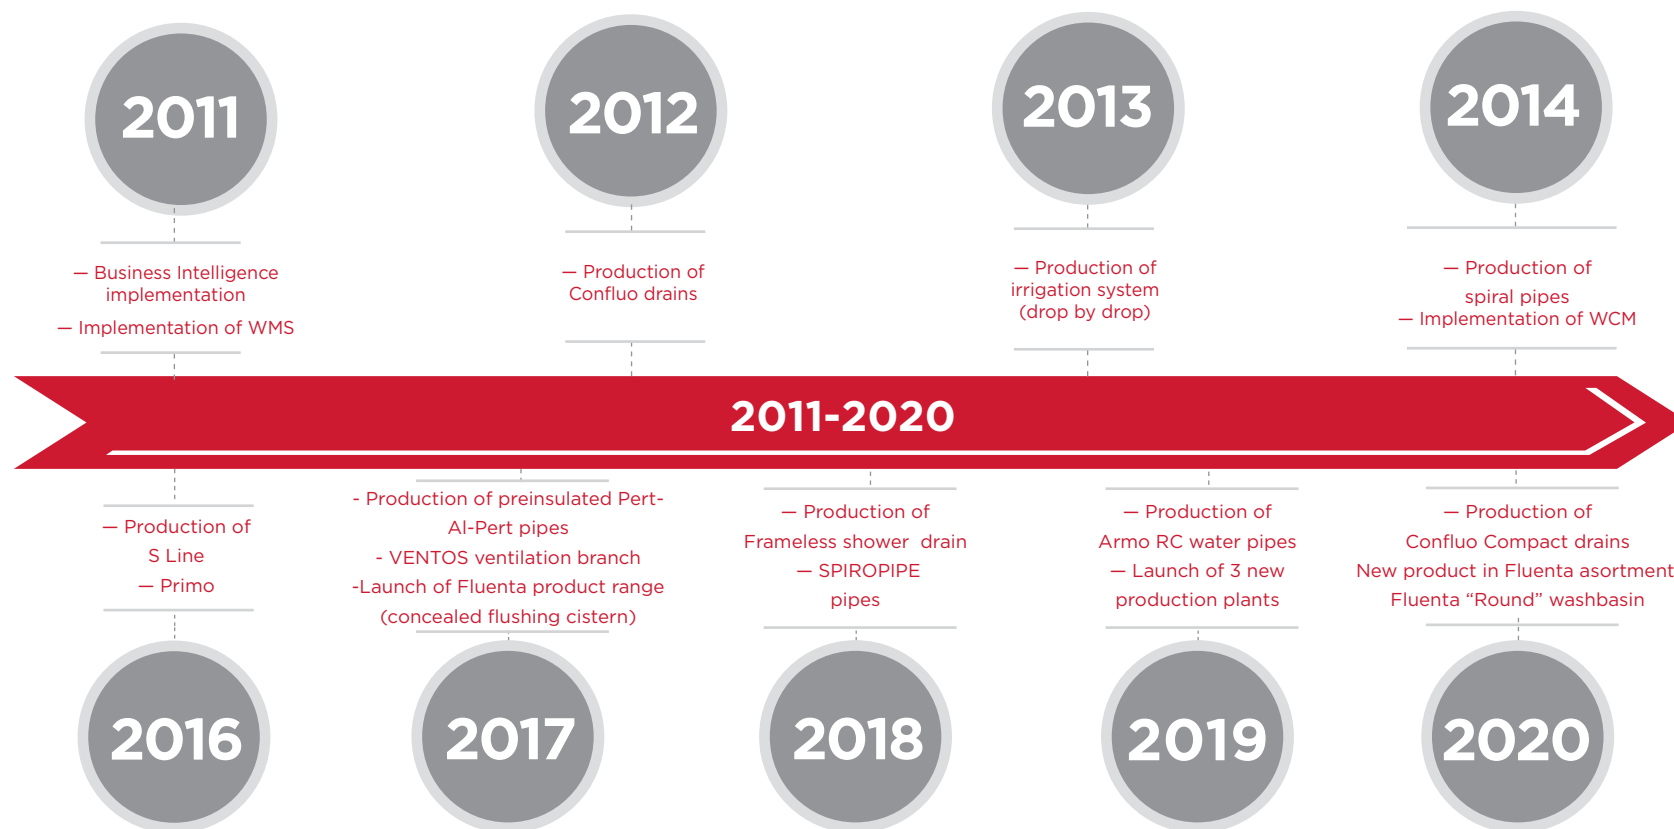 2011
— Business Intelligence
implementation
— Implementation of WMS
2012
— Production of
Confluo drains
2013
— Production of
irrigation system
(drop by drop)
2014
— Production of
spiral pipes
— Implementation of WCM
2011-2020
— Production of
S Line
— Primo
2016
- Production of preinsulated Pert-
Al-Pert pipes
- VENTOS ventilation branch
-Launch of Fluenta product range
(concealed flushing cistern)
2017
— Production of
Frameless shower drain
— SPIROPIPE
pipes
2018
— Production of
Armo RC water pipes
— Launch of 3 new
production plants
2019
— Production of
Confluo Compact drains
New product in Fluenta asortment
Fluenta “Round” washbasin
2020